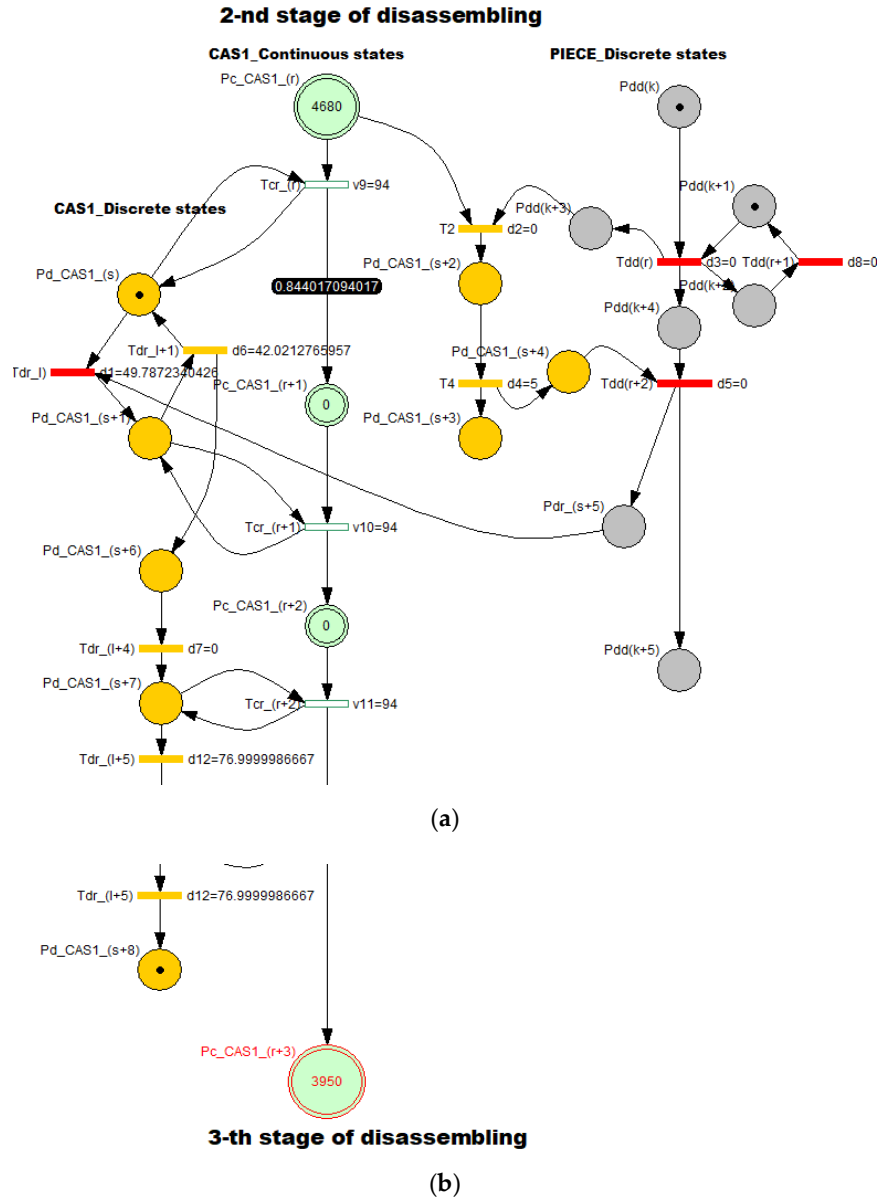 2-nd stage of disassembling
CAS1_Continuous states
PIECE_Discrete states
Pc_CAS1_(r)
4680
Pdd(k)
Tcr_(r)
v9=94
CAS1_Discrete states
Pdd(k+1)
Pdd(k+3)
T2
d2=0
Pd_CAS1_(s)
Pd_CAS1_(s+2)
Tdd(r)
d3=0
Tdd(r+1)
d8=0
0.844017094017
Pdd(k+4)
Tdr_l+1)
d6=42.0212765957
Pd_CAS1_(s+4)
Tdr_l)
d1=49.7872340426
Pc_CAS1_(r+1)
T4
d4=5
Tdd(r+2)
d5=0
0
Pd_CAS1_(s+1)
Pd_CAS1_(s+3)
Pdr_(s+5)
Tcr_(r+1)
v10=94
Pd_CAS1_(s+6)
Pc_CAS1_(r+2)
0
Tdr_(l+4)
d7=0
Pdd(k+5)
Pd_CAS1_(s+7)
Tcr_(r+2)
v11=94
Tdr_(l+5)
d12=76.9999986667
(a)
Tdr_(l+5)
d12=76.9999986667
Pd_CAS1_(s+8)
Pc_CAS1_(r+3)
3950
3-th stage of disassembling
(b)